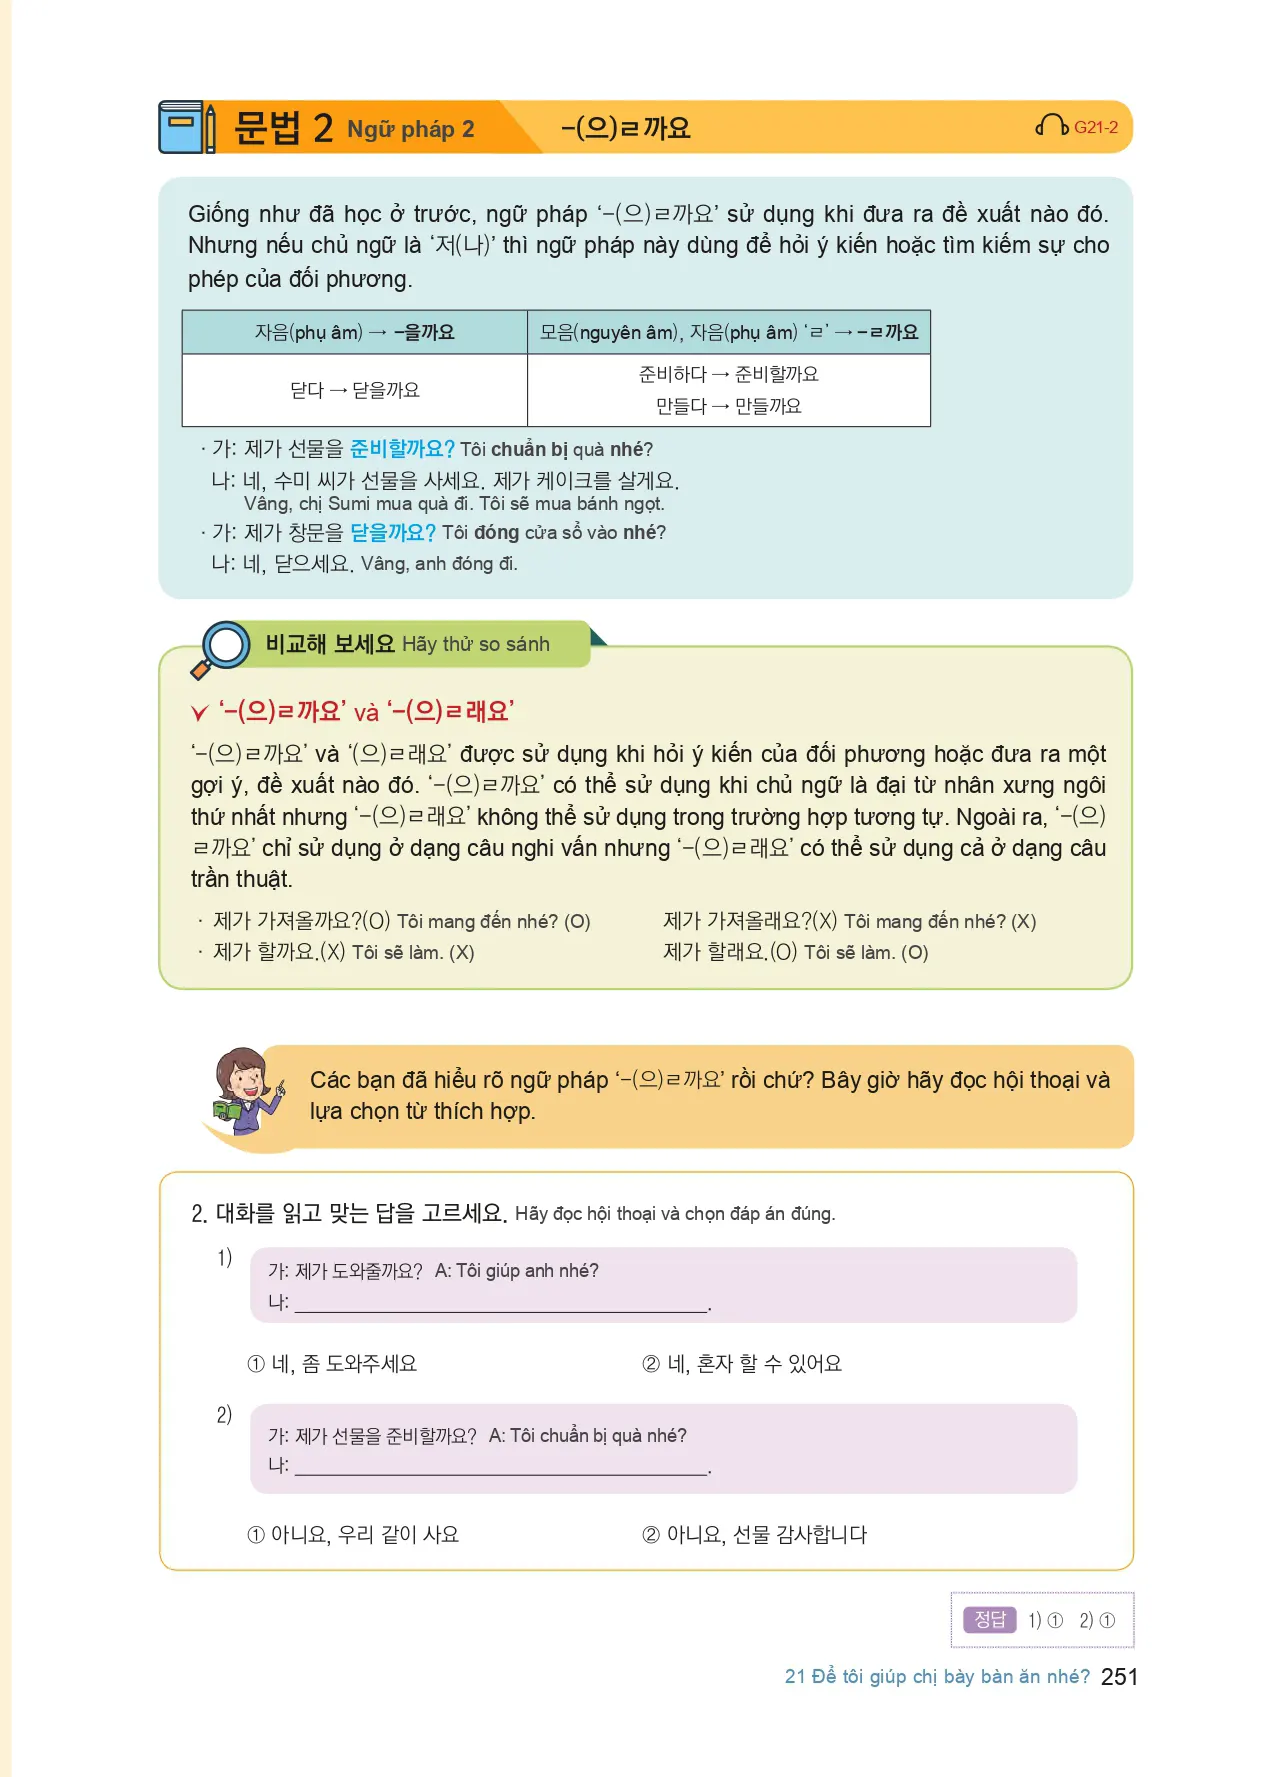 문법 2 Ngữ pháp 2 -(으)ㄹ까요 G21-2
Giống như đã học ở trước, ngữ pháp ‘-(으)ㄹ까요’ sử dụng khi đưa ra đề xuất nào đó.
Nhưng nếu chủ ngữ là ‘저(나)’ thì ngữ pháp này dùng để hỏi ý kiến hoặc tìm kiếm sự cho
phép của đối phương.
자음(phụ âm) → -을까요 모음(nguyên âm), 자음(phụ âm) ‘ㄹ’ → -ㄹ까요
닫다 → 닫을까요
준비하다 → 준비할까요
만들다 → 만들까요
· 가: 제가 선물을 준비할까요? Tôi chuẩn bị quà nhé?
나: 네, 수미 씨가 선물을 사세요. 제가 케이크를 살게요.
Vâng, chị Sumi mua quà đi. Tôi sẽ mua bánh ngọt.
· 가: 제가 창문을 닫을까요? Tôi đóng cửa sổ vào nhé?
나: 네, 닫으세요. Vâng, anh đóng đi.
비교해 보세요 Hãy thử so sánh
‘-(으)ㄹ까요’ và ‘-(으)ㄹ래요’
‘-(으)ㄹ까요’ và ‘(으)ㄹ래요’ được sử dụng khi hỏi ý kiến của đối phương hoặc đưa ra một
gợi ý, đề xuất nào đó. ‘-(으)ㄹ까요’ có thể sử dụng khi chủ ngữ là đại từ nhân xưng ngôi
thứ nhất nhưng ‘-(으)ㄹ래요’ không thể sử dụng trong trường hợp tương tự. Ngoài ra, ‘-(으)
ㄹ까요’ chỉ sử dụng ở dạng câu nghi vấn nhưng ‘-(으)ㄹ래요’ có thể sử dụng cả ở dạng câu
trần thuật.
· 제가 가져올까요?(O) Tôi mang đến nhé? (O) 제가 가져올래요?(X) Tôi mang đến nhé? (X)
· 제가 할까요.(X) Tôi sẽ làm. (X) 제가 할래요.(O) Tôi sẽ làm. (O)
Các bạn đã hiểu rõ ngữ pháp ‘-(으)ㄹ까요’ rồi chứ? Bây giờ hãy đọc hội thoại và
lựa chọn từ thích hợp.
2. 대화를 읽고 맞는 답을 고르세요. Hãy đọc hội thoại và chọn đáp án đúng.
1)
가: 제가 도와줄까요? A: Tôi giúp anh nhé?
나: ____________________.
① 네, 좀 도와주세요 ② 네, 혼자 할 수 있어요
2)
가: 제가 선물을 준비할까요? A: Tôi chuẩn bị quà nhé?
나: ____________________.
① 아니요, 우리 같이 사요 ② 아니요, 선물 감사합니다
정답 1) ① 2) ①
21 Để tôi giúp chị bày bàn ăn nhé? 251